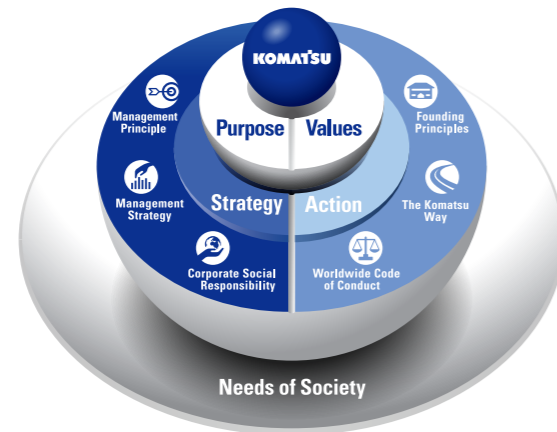 KOMATSU
Purpose
Values
Management
Principle
Founding
Principles
Management
Strategy
Strategy
Action
The Komatsu
Way
Corporate Social
Responsibility
Worldwide Code
of Conduct
Needs of Society